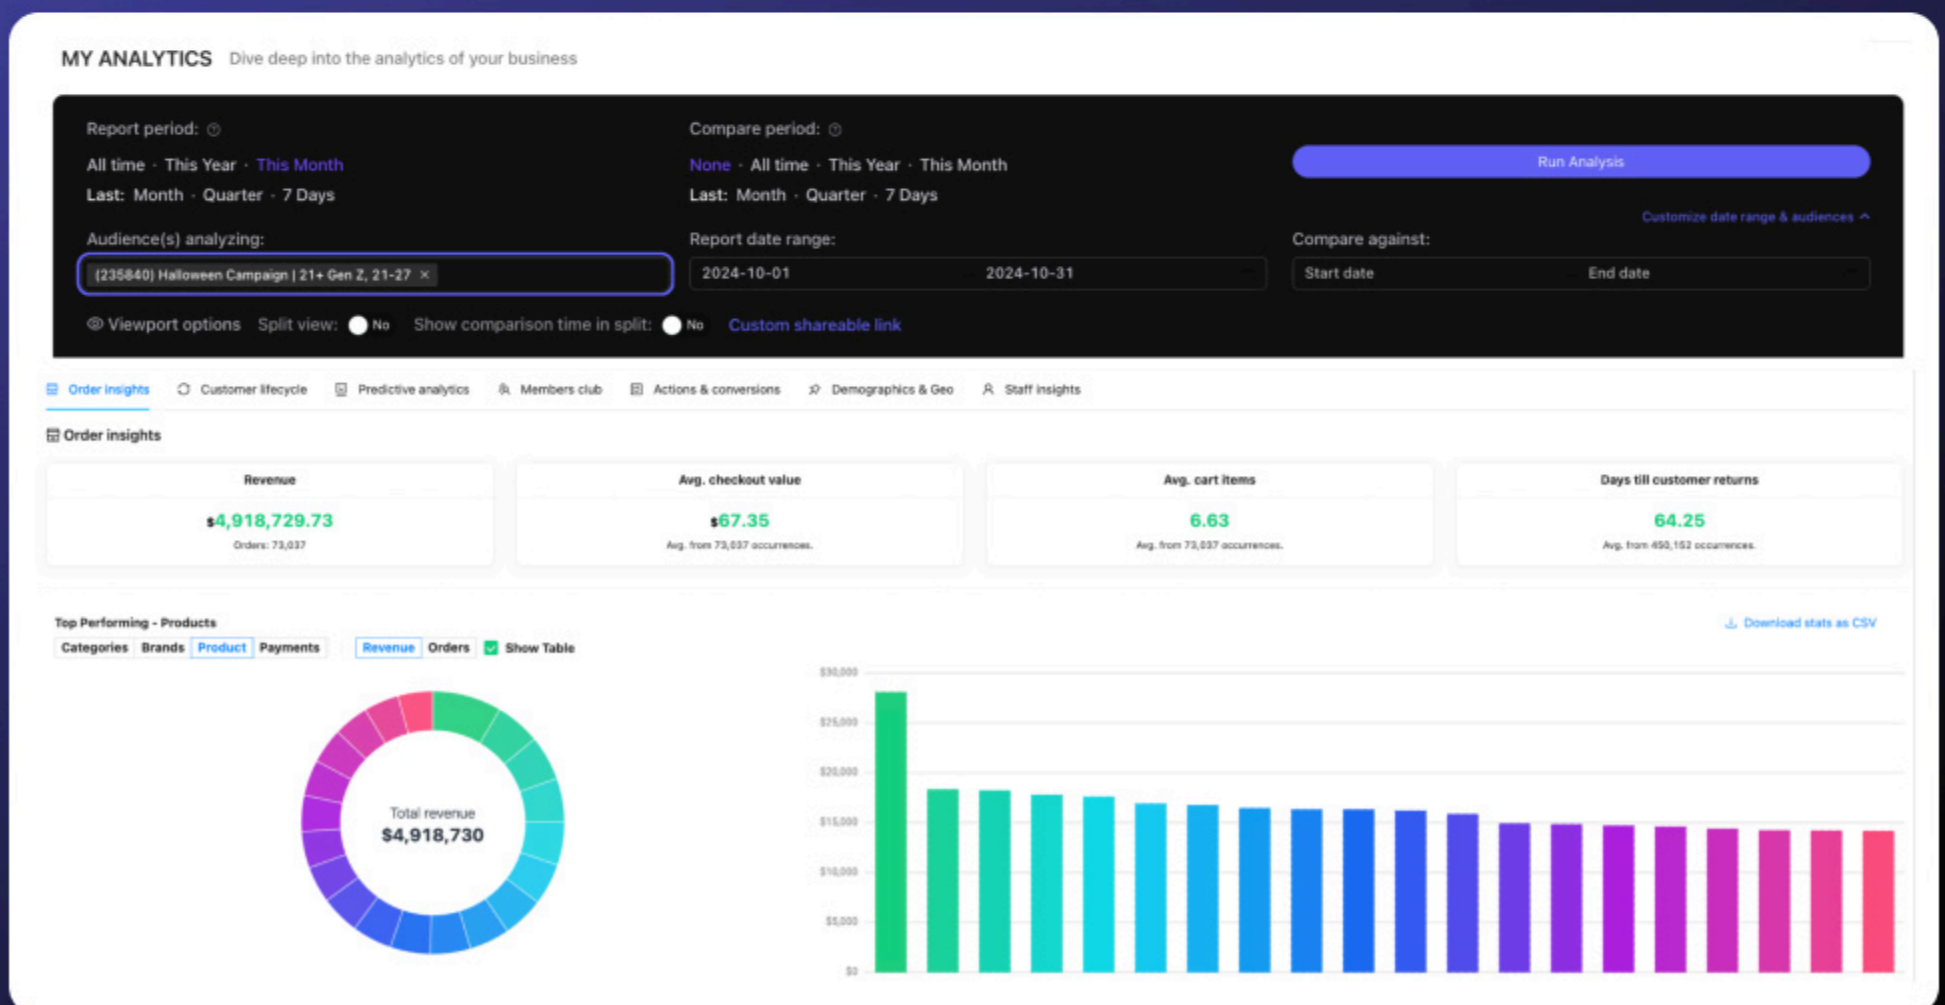 MY ANALYTICS Dive deep into the analytics of your business
Report period:
All time · This Year · This Month
Last: Month · Quarter · 7 Days
Compare period:
None · All time · This Year · This Month
Last: Month · Quarter · 7 Days
Run Analysis
Customize date range & audiences
Audience(s) analyzing:
(235840) Halloween Campaign | 21+ Gen Z, 21-27 ×
Report date range:
2024-10-01 2024-10-31
Compare against:
Start date End date
Viewport options Split view: No Show comparison time in split: No Custom shareable link
Order insights Customer lifecycle Predictive analytics Members club Actions & conversions Demographics & Geo Staff insights
Order insights
Revenue
$4,918,729.73
Orders: 73,037
Avg. checkout value
$67.35
Avg. from 73,037 occurrences.
Avg. cart items
6.63
Avg. from 73,037 occurrences.
Days till customer returns
64.25
Avg. from 450,152 occurrences.
Top Performing - Products
Download stats as CSV
Categories Brands Product Payments Revenue Orders Show Table
Total revenue
$4,918,730
$30,000
$25,000
$20,000
$15,000
$10,000
$5,000
$0